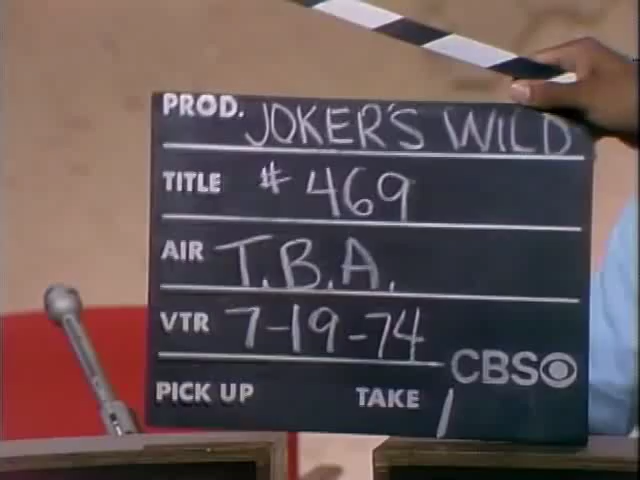 PROD. JOKER'S WILD
TITLE # 469
AIR T.B.A.
VTR 7-19-74
CBS
PICK UP TAKE 1